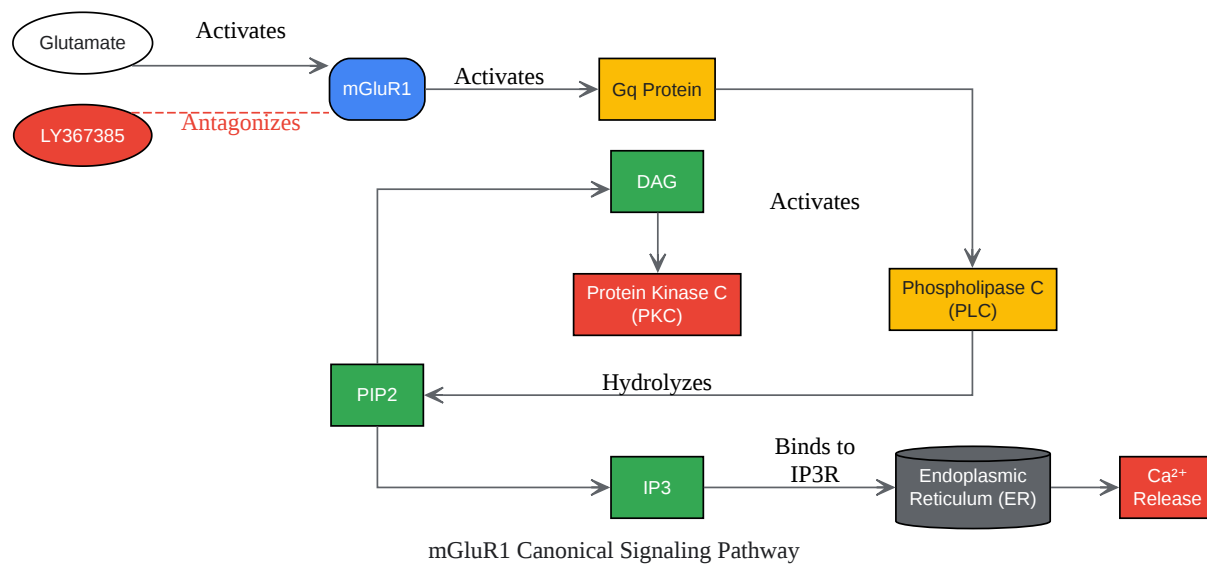 Glutamate
Activates
mGluR1
Activates
Gq Protein
LY367385
Antagonizes
DAG
Activates
Protein Kinase C
(PKC)
Phospholipase C
(PLC)
PIP2
Hydrolyzes
IP3
Binds to
IP3R
Endoplasmic
Reticulum (ER)
Ca²⁺
Release
mGluR1 Canonical Signaling Pathway